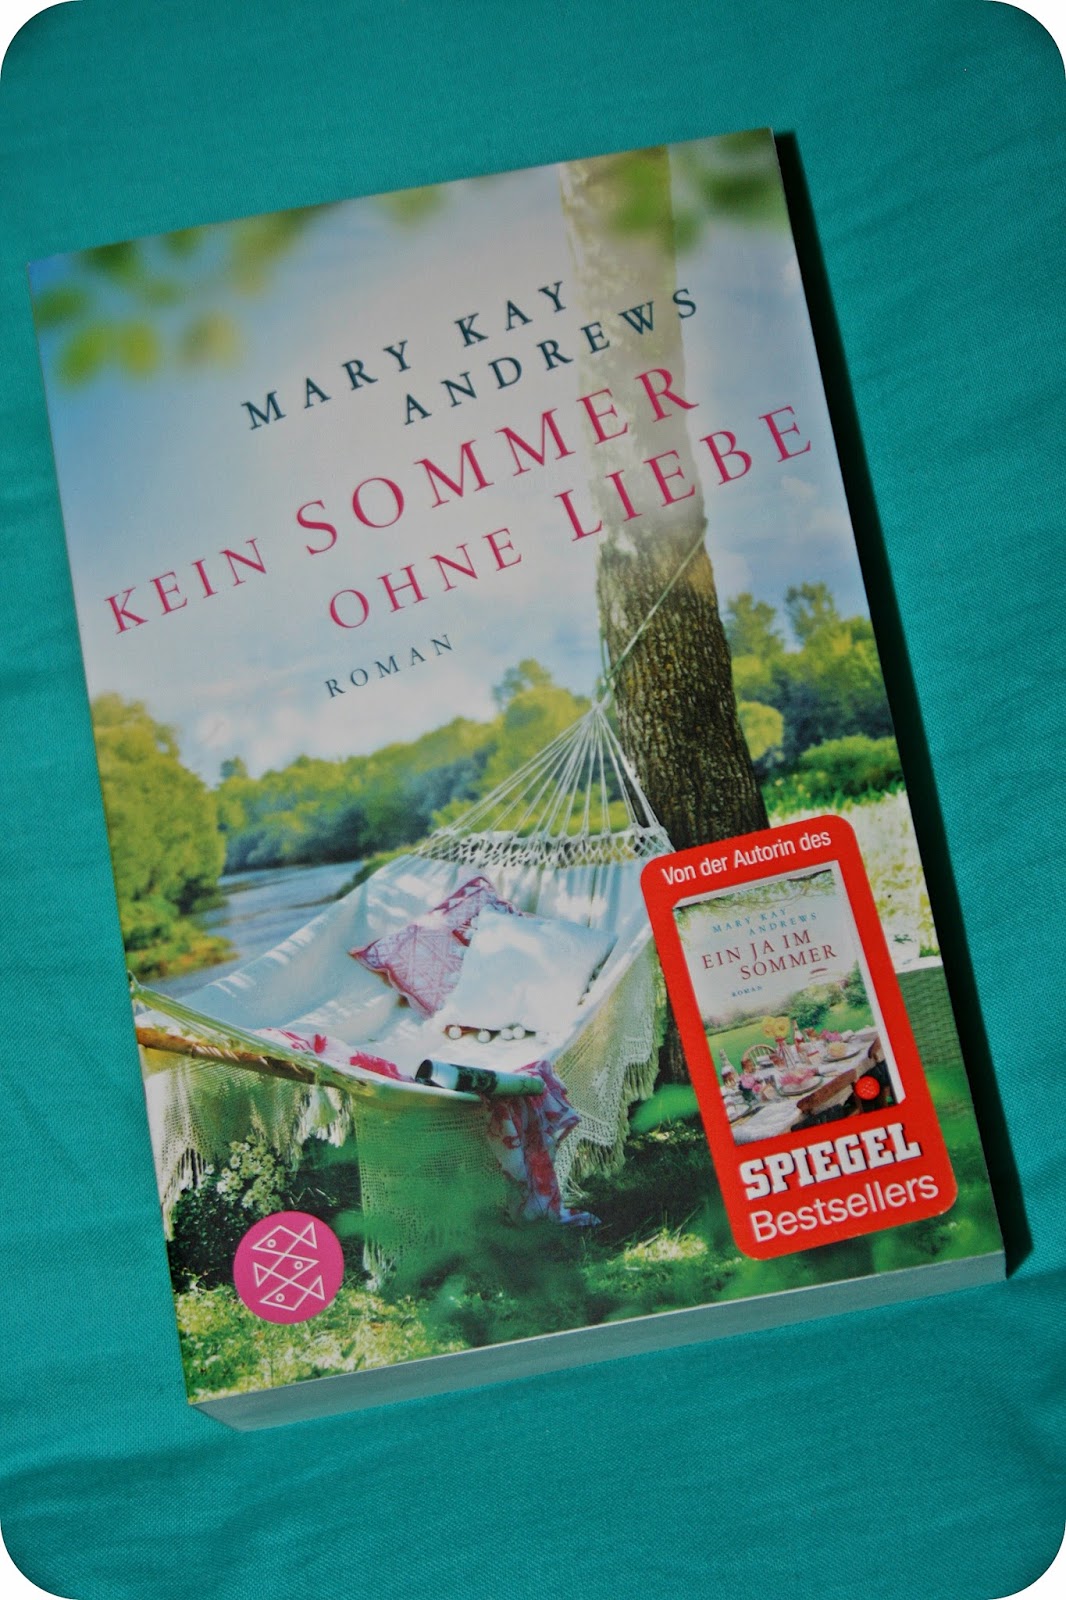 MARY KAY
ANDREWS
KEIN SOMMER
OHNE LIEBE
ROMAN
Von der Autorin des
MARY KAY
ANDREWS
EIN JA IM
SOMMER
ROMAN
SPIEGEL
Bestsellers